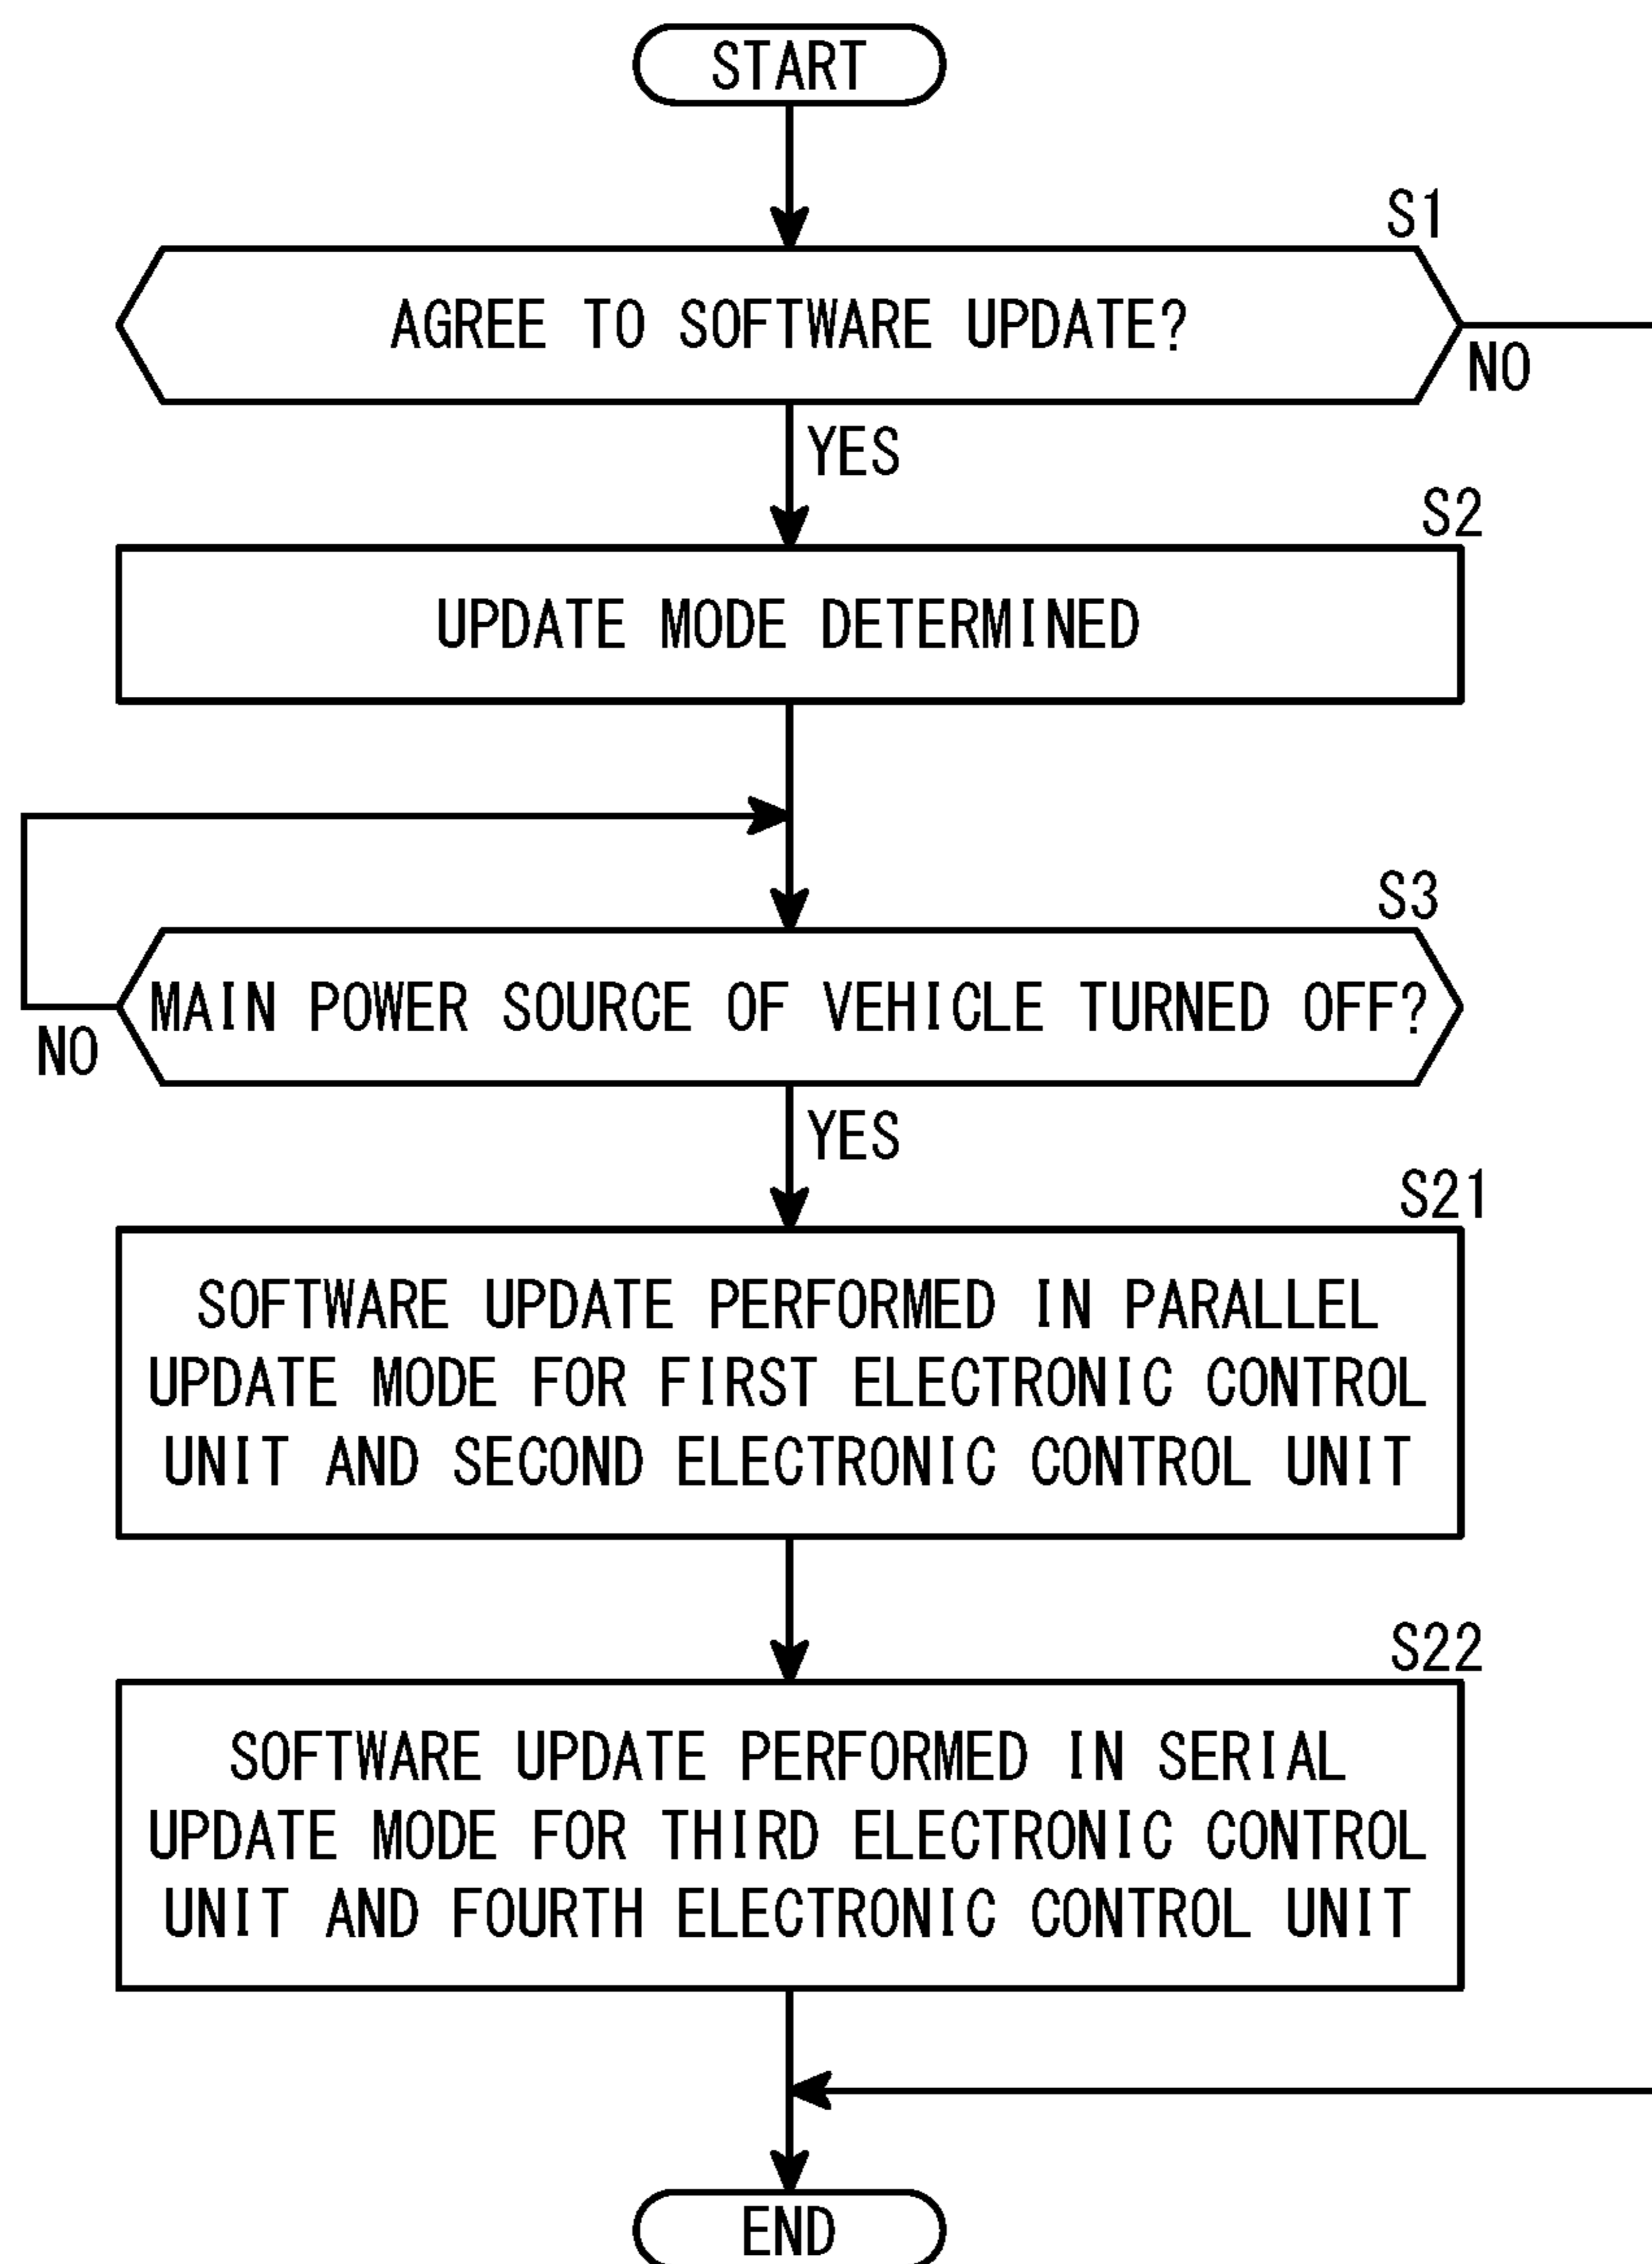 START
S1
AGREE TO SOFTWARE UPDATE?
NO
YES
S2
UPDATE MODE DETERMINED
S3
MAIN POWER SOURCE OF VEHICLE TURNED OFF?
NO
YES
S21
SOFTWARE UPDATE PERFORMED IN PARALLEL
UPDATE MODE FOR FIRST ELECTRONIC CONTROL
UNIT AND SECOND ELECTRONIC CONTROL UNIT
S22
SOFTWARE UPDATE PERFORMED IN SERIAL
UPDATE MODE FOR THIRD ELECTRONIC CONTROL
UNIT AND FOURTH ELECTRONIC CONTROL UNIT
END